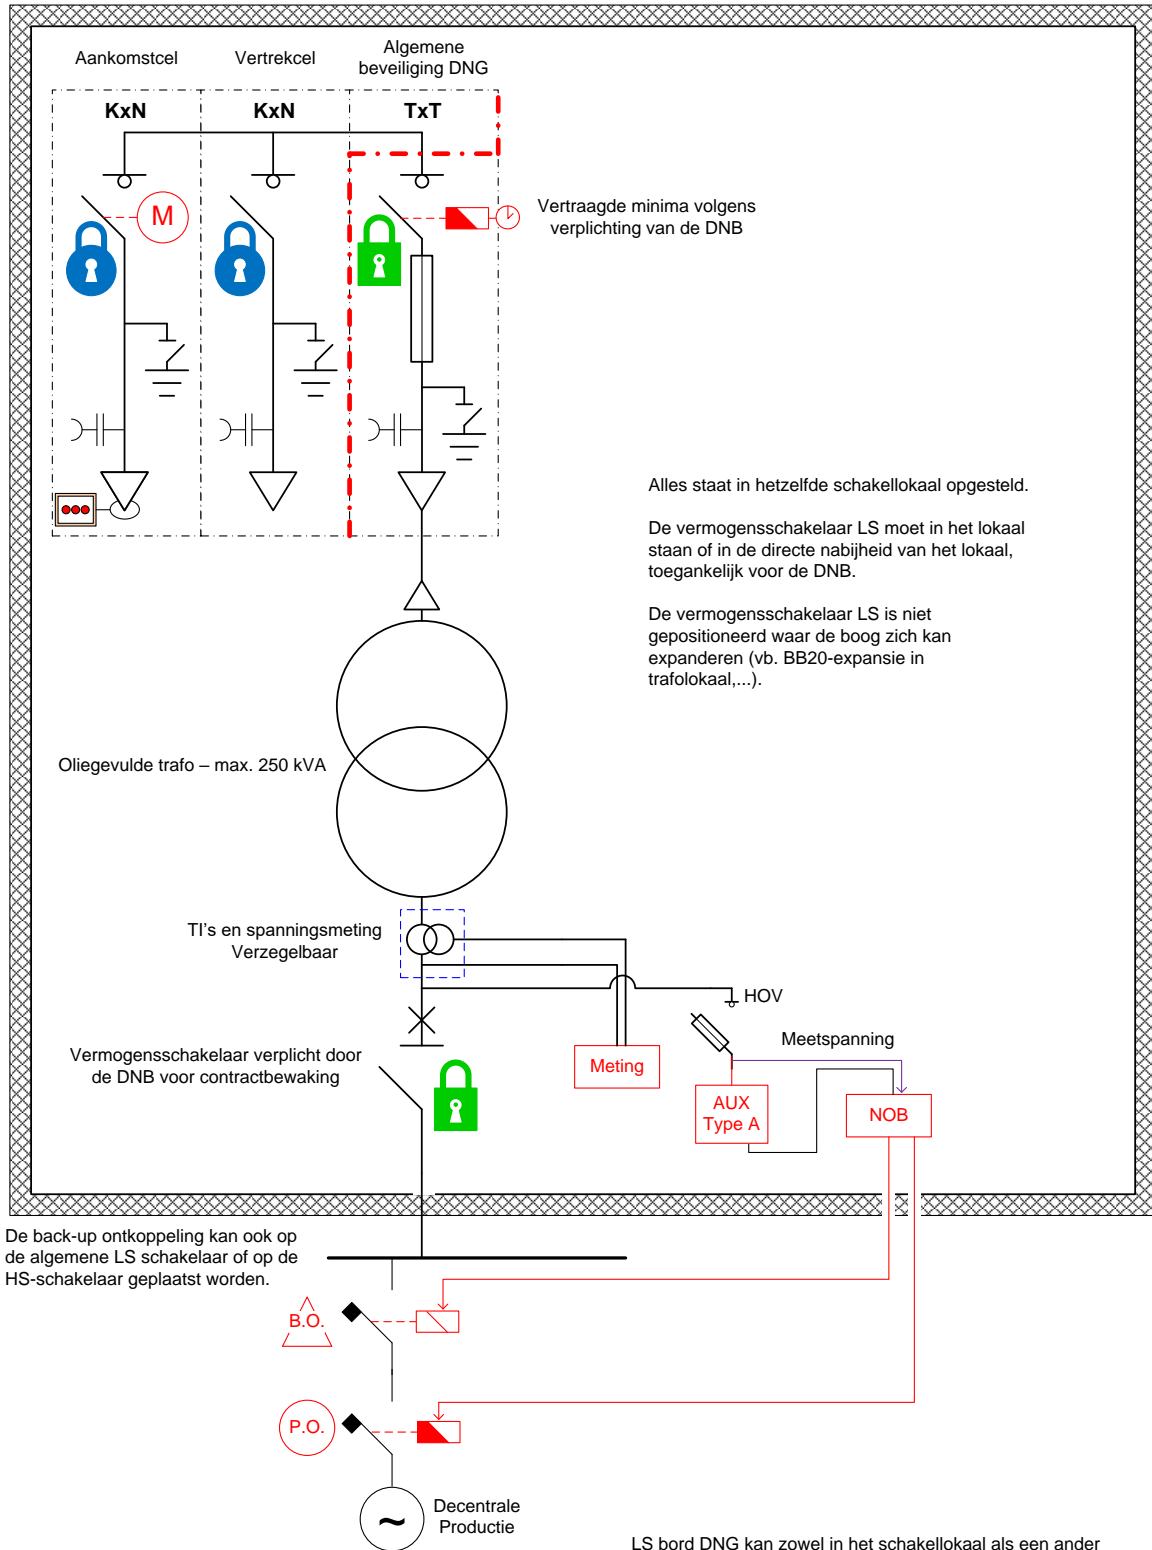 Aankomstcel
Vertrekcel
Algemene
beveiliging DNG
KxN
KxN
TxT
M
Vertraagde minima volgens
verplichting van de DNB
Alles staat in hetzelfde schakellokaal opgesteld.
De vermogensschakelaar LS moet in het lokaal
staan of in de directe nabijheid van het lokaal,
toegankelijk voor de DNB.
De vermogensschakelaar LS is niet
gepositioneerd waar de boog zich kan
expanderen (vb. BB20-expansie in
trafolokaal,...).
Oliegevulde trafo – max. 250 kVA
TI's en spanningsmeting
Verzegelbaar
HOV
Meetspanning
Vermogensschakelaar verplicht door
de DNB voor contractbewaking
Meting
AUX
Type A
NOB
De back-up ontkoppeling kan ook op
de algemene LS schakelaar of op de
HS-schakelaar geplaatst worden.
B.O.
P.O.
~
Decentrale
Productie
LS bord DNG kan zowel in het schakellokaal als een ander